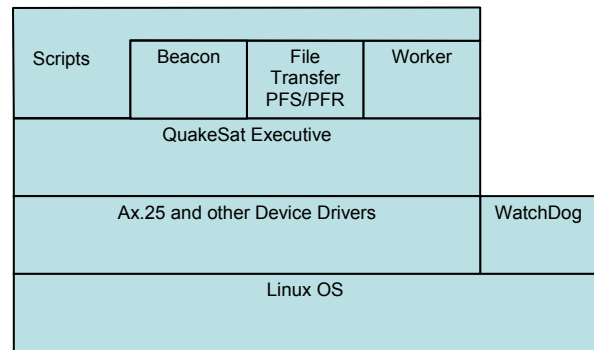 Scripts
Beacon
File
Transfer
PFS/PFR
Worker
QuakeSat Executive
Ax.25 and other Device Drivers
WatchDog
Linux OS